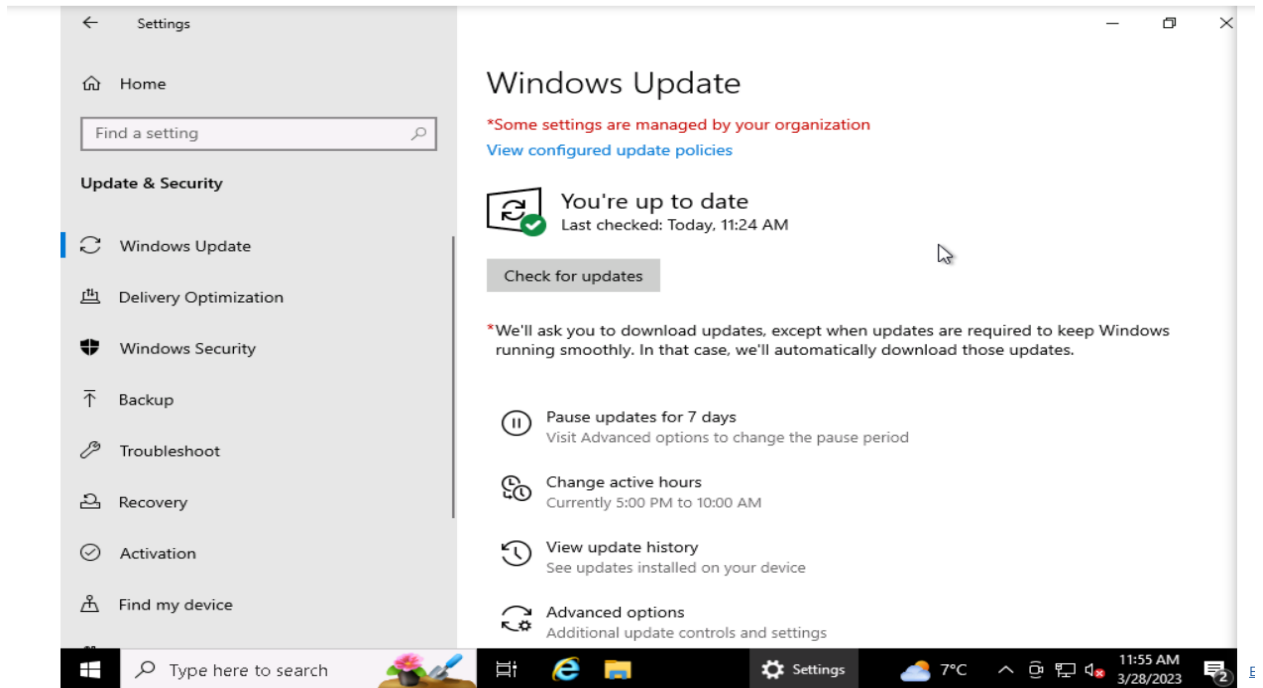 Settings
Home
Find a setting
Update & Security
Windows Update
Delivery Optimization
Windows Security
Backup
Troubleshoot
Recovery
Activation
Find my device
Windows Update
*Some settings are managed by your organization
View configured update policies
You're up to date
Last checked: Today, 11:24 AM
Check for updates
*We'll ask you to download updates, except when updates are required to keep Windows
running smoothly. In that case, we'll automatically download those updates.
Pause updates for 7 days
Visit Advanced options to change the pause period
Change active hours
Currently 5:00 PM to 10:00 AM
View update history
See updates installed on your device
Advanced options
Additional update controls and settings
Type here to search
Settings
7°C
11:55 AM
3/28/2023
2